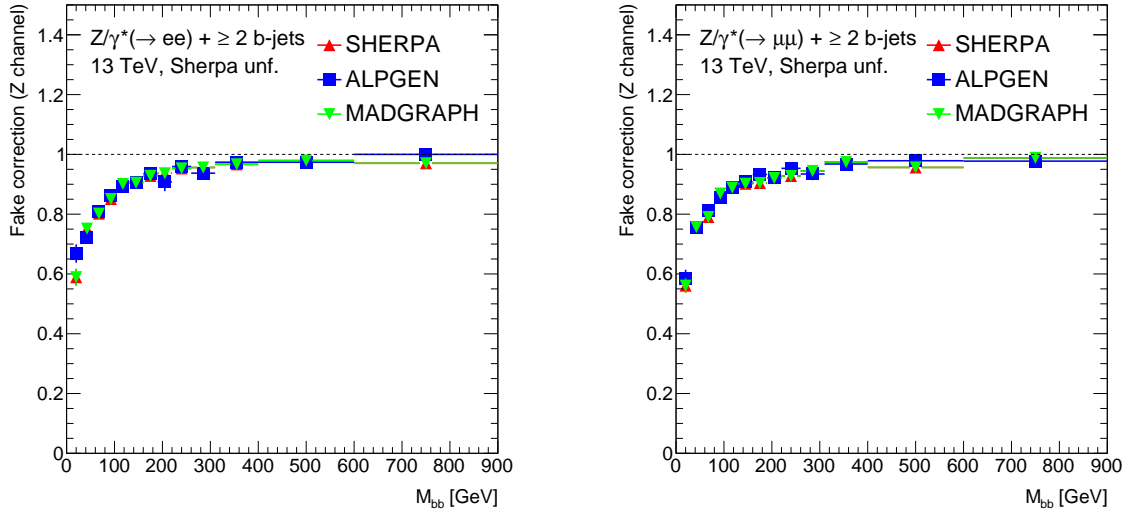 Z/γ*(→ ee) + ≥ 2 b-jets
13 TeV, Sherpa unf.
SHERPA
ALPGEN
MADGRAPH
Fake correction (Z channel)
1.4
1.2
1
0.8
0.6
0.4
0.2
0
0 100 200 300 400 500 600 700 800 900
M_bb [GeV]
Z/γ*(→ μμ) + ≥ 2 b-jets
13 TeV, Sherpa unf.
SHERPA
ALPGEN
MADGRAPH
Fake correction (Z channel)
1.4
1.2
1
0.8
0.6
0.4
0.2
0
0 100 200 300 400 500 600 700 800 900
M_bb [GeV]